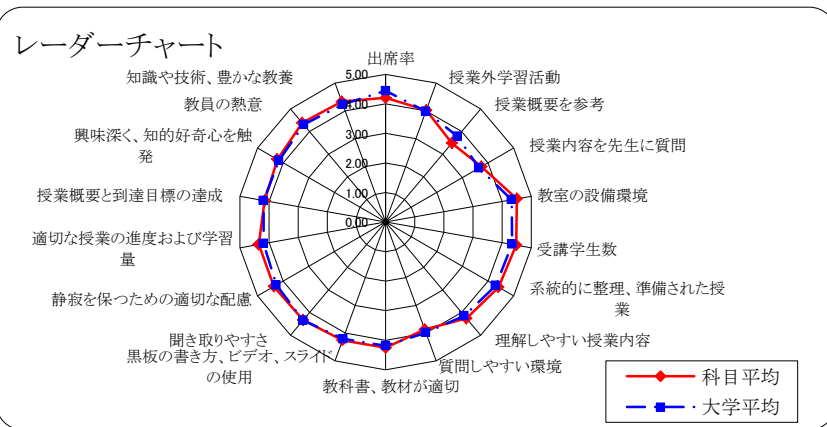 レーダーチャート
出席率
授業外学習活動
授業概要を参考
授業内容を先生に質問
教室の設備環境
受講学生数
系統的に整理、準備された授
業
理解しやすい授業内容
質問しやすい環境
教科書、教材が適切
黒板の書き方、ビデオ、スライド
の使用
聞き取りやすさ
静寂を保つための適切な配慮
適切な授業の進度および学習
量
授業概要と到達目標の達成
興味深く、知的好奇心を触
発
教員の熱意
知識や技術、豊かな教養
5.00
4.00
3.00
2.00
1.00
0.00
科目平均
大学平均